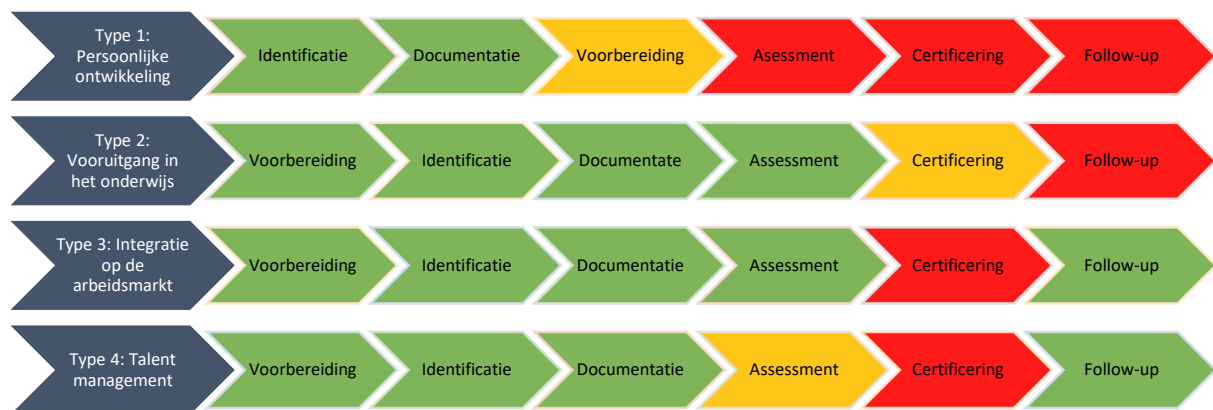 Type 1:
Persoonlijke
ontwikkeling
Identificatie
Documentatie
Voorbereiding
Asessment
Certificering
Follow-up
Type 2:
Vooruitgang in
het onderwijs
Voorbereiding
Identificatie
Documentate
Assessment
Certificering
Follow-up
Type 3: Integratie
op de
arbeidsmarkt
Voorbereiding
Identificatie
Documentatie
Assessment
Certificering
Follow-up
Type 4: Talent
management
Voorbereiding
Identificatie
Documentatie
Assessment
Certificering
Follow-up